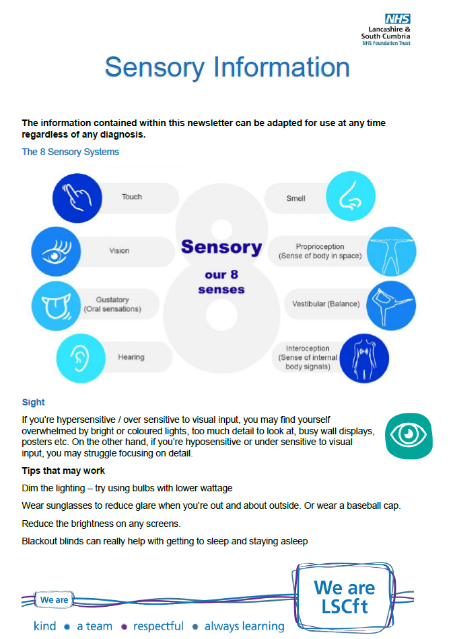 NHS
Lancashire &
South Cumbria
NHS Foundation Trust
Sensory Information
The information contained within this newsletter can be adapted for use at any time
regardless of any diagnosis.
The 8 Sensory Systems
Touch
Vision
Gustatory
(Oral sensations)
Hearing
Sensory
our 8
senses
Smell
Proprioception
(Sense of body in space)
Vestibular (Balance)
Interoception
(Sense of internal
body signals)
Sight
If you're hypersensitive / over sensitive to visual input, you may find yourself
overwhelmed by bright or coloured lights, too much detail to look at, busy wall displays,
posters etc. On the other hand, if you're hyposensitive or under sensitive to visual
input, you may struggle focusing on detail.
Tips that may work
Dim the lighting – try using bulbs with lower wattage
Wear sunglasses to reduce glare when you're out and about outside. Or wear a baseball cap.
Reduce the brightness on any screens.
Blackout blinds can really help with getting to sleep and staying asleep
We are
kind • a team • respectful • always learning
We are
LSCft